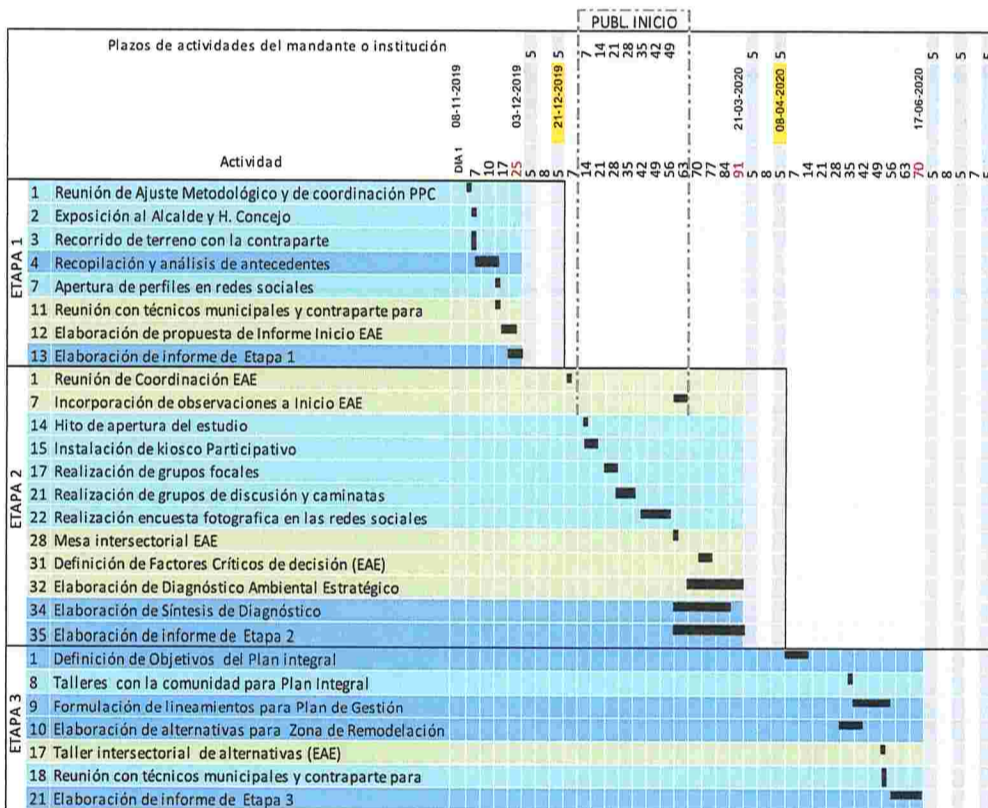 PUBL. INICIO
Plazos de actividades del mandante o institución
5 5 7 14 21 28 35 42 49 5 5 5 5 5
08-11-2019 03-12-2019 21-12-2019 21-03-2020 08-04-2020 17-06-2020
Actividad
DIA 1 7 10 17 25 5 8 5 7 14 21 28 35 42 49 56 63 70 77 84 91 5 8 5 7 14 21 28 35 42 49 56 63 70 5 8 5 7 5
ETAPA 1
1 Reunión de Ajuste Metodológico y de coordinación PPC
2 Exposición al Alcalde y H. Concejo
3 Recorrido de terreno con la contraparte
4 Recopilación y análisis de antecedentes
7 Apertura de perfiles en redes sociales
11 Reunión con técnicos municipales y contraparte para
12 Elaboración de propuesta de Informe Inicio EAE
13 Elaboración de informe de Etapa 1
ETAPA 2
1 Reunión de Coordinación EAE
7 Incorporación de observaciones a Inicio EAE
14 Hito de apertura del estudio
15 Instalación de kiosco Participativo
17 Realización de grupos focales
21 Realización de grupos de discusión y caminatas
22 Realización encuesta fotografica en las redes sociales
28 Mesa intersectorial EAE
31 Definición de Factores Críticos de decisión (EAE)
32 Elaboración de Diagnóstico Ambiental Estratégico
34 Elaboración de Síntesis de Diagnóstico
35 Elaboración de informe de Etapa 2
ETAPA 3
1 Definición de Objetivos del Plan integral
8 Talleres con la comunidad para Plan Integral
9 Formulación de lineamientos para Plan de Gestión
10 Elaboración de alternativas para Zona de Remodelación
17 Taller intersectorial de alternativas (EAE)
18 Reunión con técnicos municipales y contraparte para
21 Elaboración de informe de Etapa 3